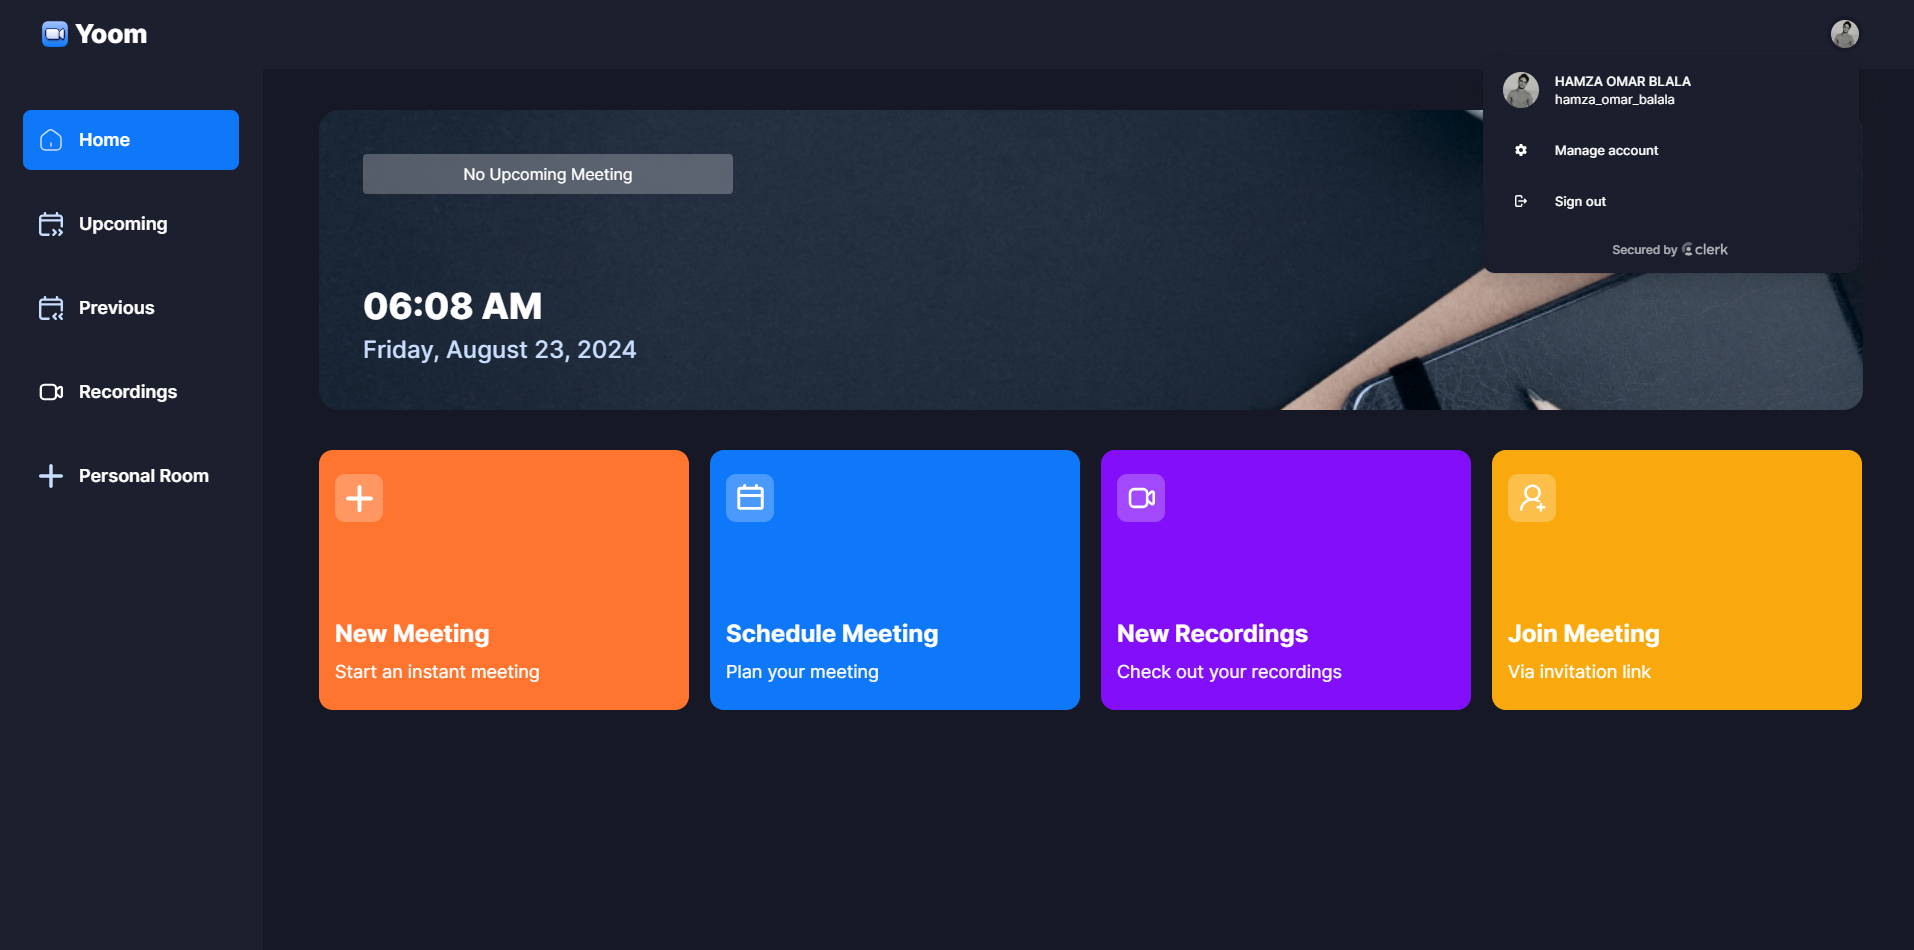 Yoom
HAMZA OMAR BLALA
hamza_omar_balala
Manage account
Sign out
Secured by clerk
Home
Upcoming
Previous
Recordings
Personal Room
No Upcoming Meeting
06:08 AM
Friday, August 23, 2024
New Meeting
Start an instant meeting
Schedule Meeting
Plan your meeting
New Recordings
Check out your recordings
Join Meeting
Via invitation link